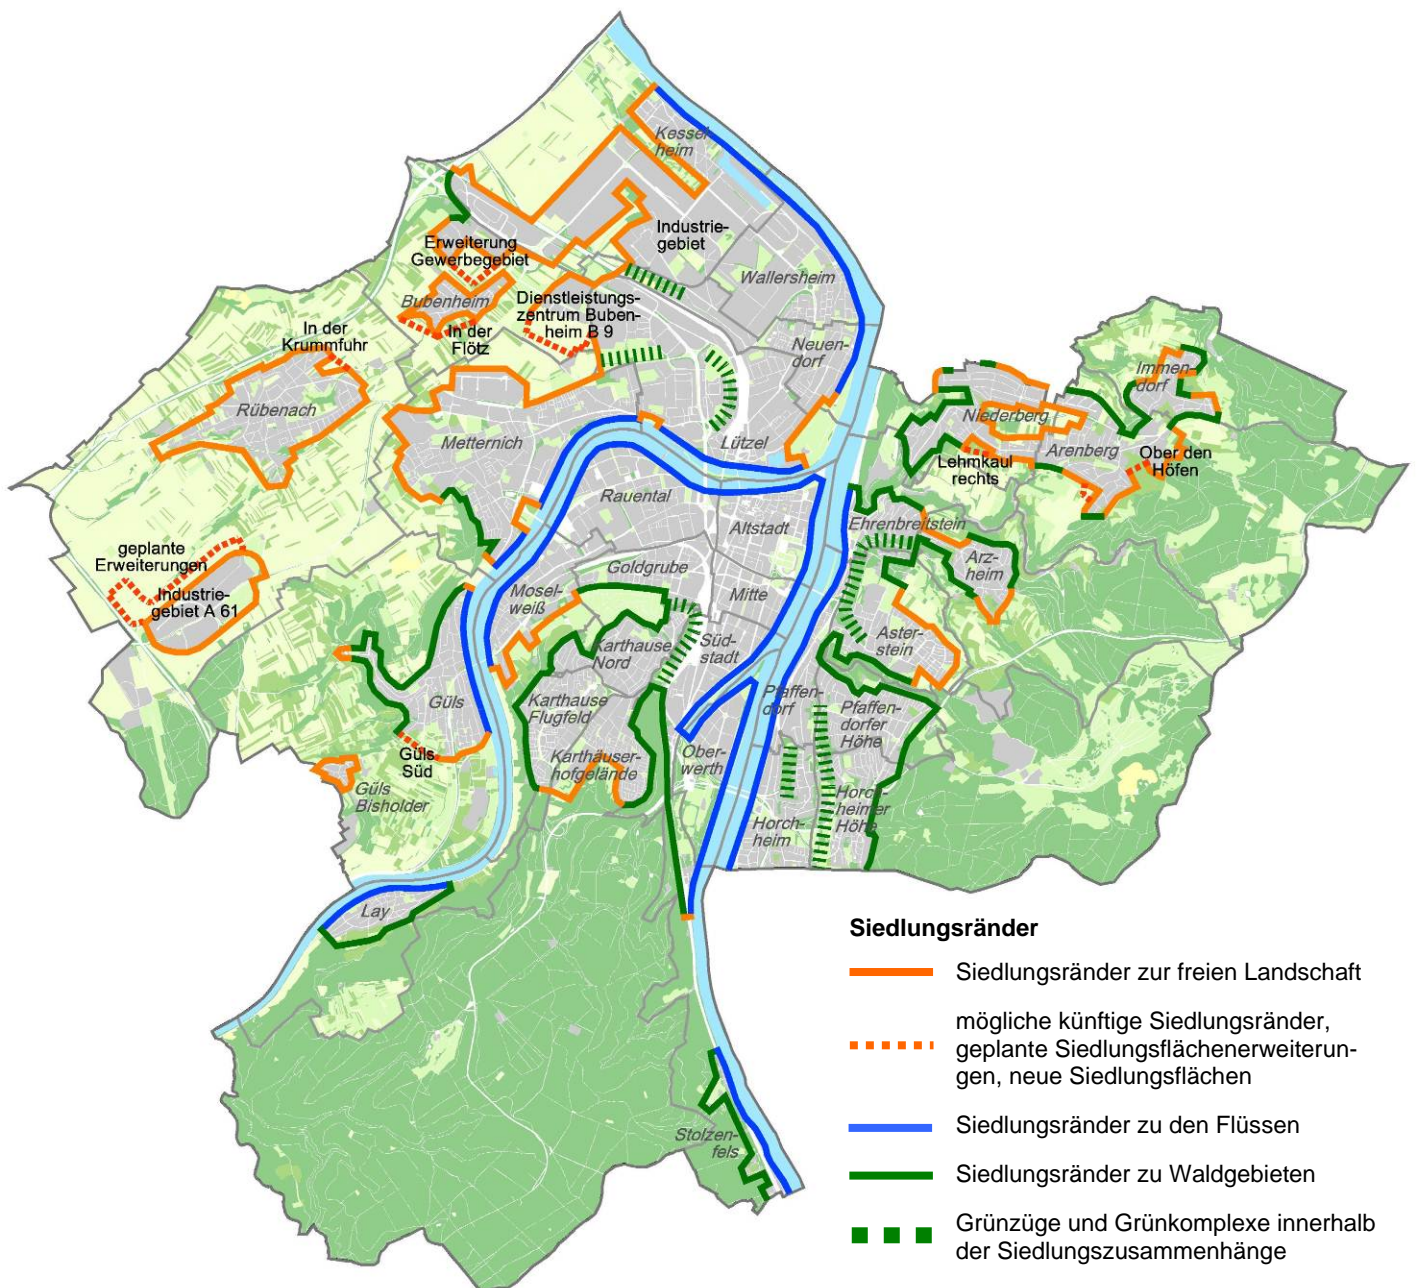 Kessel
heim
Industrie-
gebiet
Wallersheim
Erweiterung
Gewerbegebiet
Bubenheim
Dienstleistungs-
zentrum Buben-
heim B 9
In der
Flötz
In der
Krummfuhr
Neuen-
dorf
Rübenach
Metternich
Lützel
Immen-
dorf
Niederberg
Arenberg
Ober den
Höfen
Lehmkaul
rechts
Rauental
Altstadt
Ehrenbreitstein
geplante
Erweiterungen
Industrie-
gebiet A 61
Goldgrube
Arz-
heim
Mosel-
weiß
Mitte
Karthause
Nord
Süd-
stadt
Aster-
stein
Güls
Karthause
Flugfeld
Pfaffen-
dorf
Pfaffen-
dorfer
Höhe
Güls
Süd
Karthäuser-
hofgelände
Ober-
werth
Güls
Bisholder
Horch-
heim
Horch-
heimer
Höhe
Lay
Stolzen-
fels
Siedlungsränder
Siedlungsränder zur freien Landschaft
mögliche künftige Siedlungsränder,
geplante Siedlungsflächenerweiterun-
gen, neue Siedlungsflächen
Siedlungsränder zu den Flüssen
Siedlungsränder zu Waldgebieten
Grünzüge und Grünkomplexe innerhalb
der Siedlungszusammenhänge